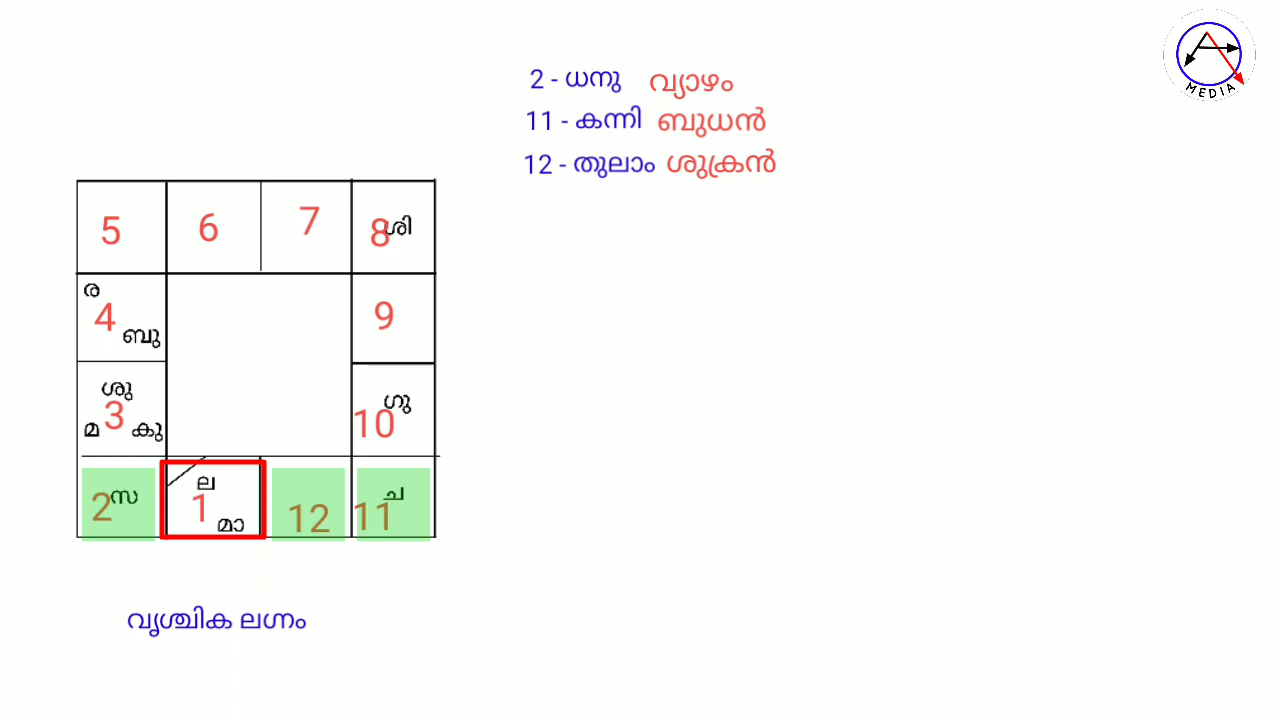 2 - ധനു വ്യാഴം
11 - കന്നി ബുധൻ
12 - തുലാം ശുക്രൻ
MEDIA
5 6 7 8 ശി
ര
4 ബു
9
ശു
മ 3 കു
ഗു
10
2 സ
ല
1
മാ
12
ച
11
വൃശ്ചിക ലഗ്നം